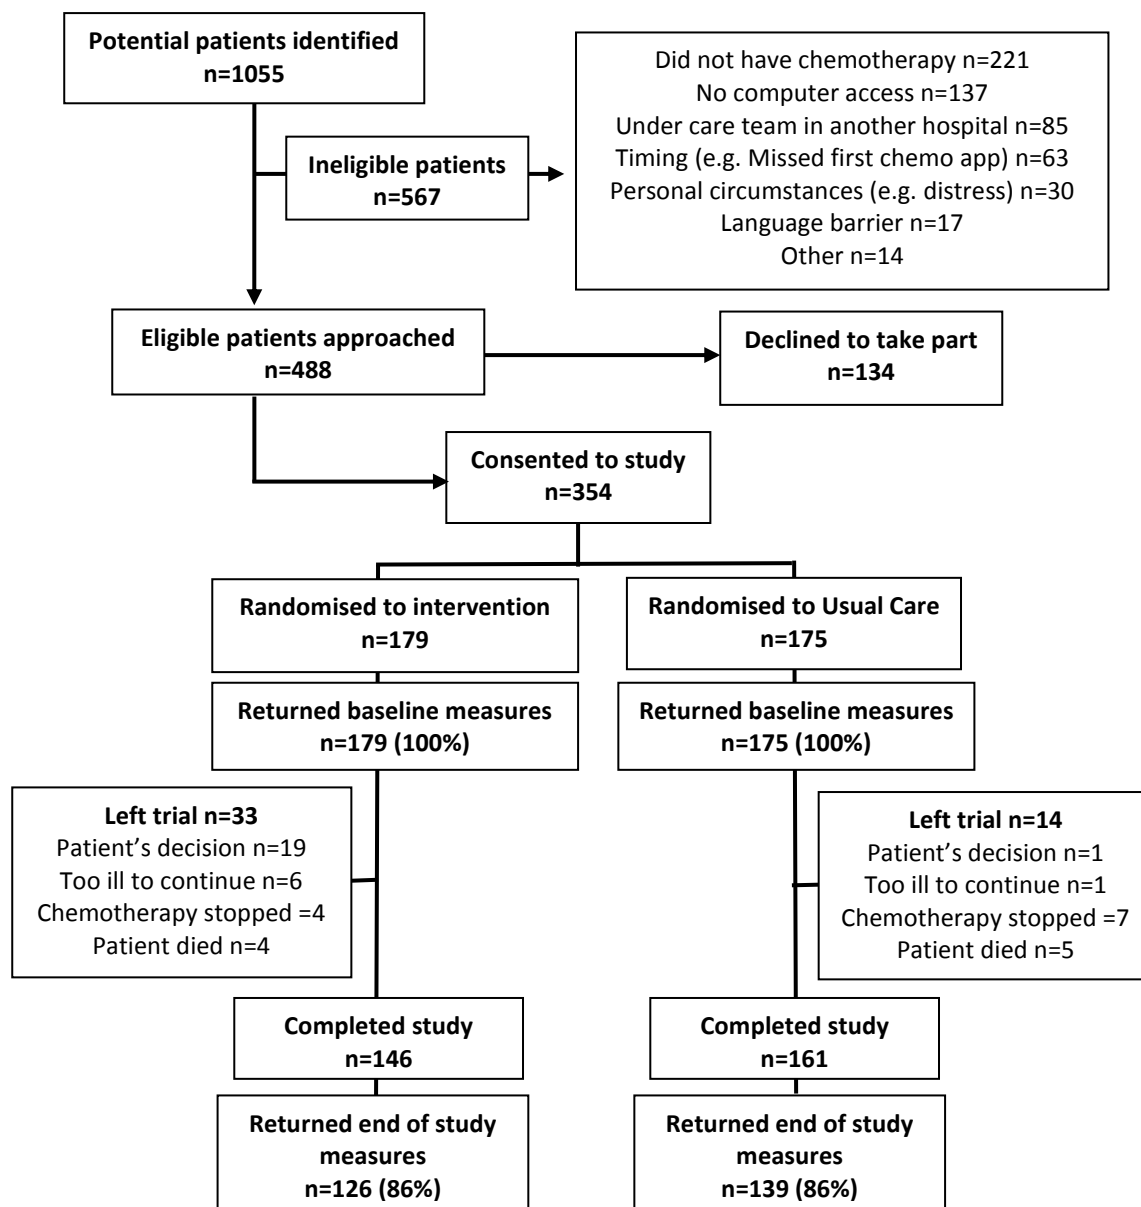 Potential patients identified
n=1055
Did not have chemotherapy n=221
No computer access n=137
Under care team in another hospital n=85
Timing (e.g. Missed first chemo app) n=63
Personal circumstances (e.g. distress) n=30
Language barrier n=17
Other n=14
Ineligible patients
n=567
Eligible patients approached
n=488
Declined to take part
n=134
Consented to study
n=354
Randomised to intervention
n=179
Randomised to Usual Care
n=175
Returned baseline measures
n=179 (100%)
Returned baseline measures
n=175 (100%)
Left trial n=33
Patient’s decision n=19
Too ill to continue n=6
Chemotherapy stopped =4
Patient died n=4
Left trial n=14
Patient’s decision n=1
Too ill to continue n=1
Chemotherapy stopped =7
Patient died n=5
Completed study
n=146
Completed study
n=161
Returned end of study
measures
n=126 (86%)
Returned end of study
measures
n=139 (86%)